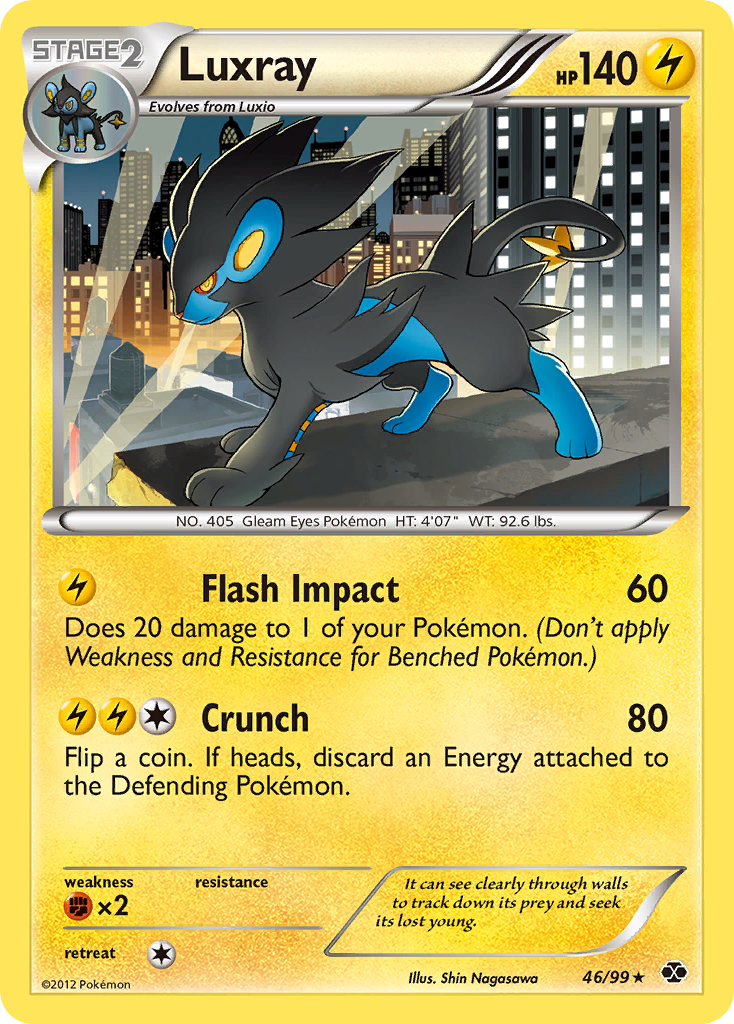 STAGE2
Luxray
HP140
Evolves from Luxio
NO. 405 Gleam Eyes Pokémon HT: 4'07" WT: 92.6 lbs.
Flash Impact 60
Does 20 damage to 1 of your Pokémon. (Don't apply
Weakness and Resistance for Benched Pokémon.)
Crunch 80
Flip a coin. If heads, discard an Energy attached to
the Defending Pokémon.
weakness resistance
×2
It can see clearly through walls
to track down its prey and seek
its lost young.
retreat
©2012 Pokémon
Illus. Shin Nagasawa
46/99★